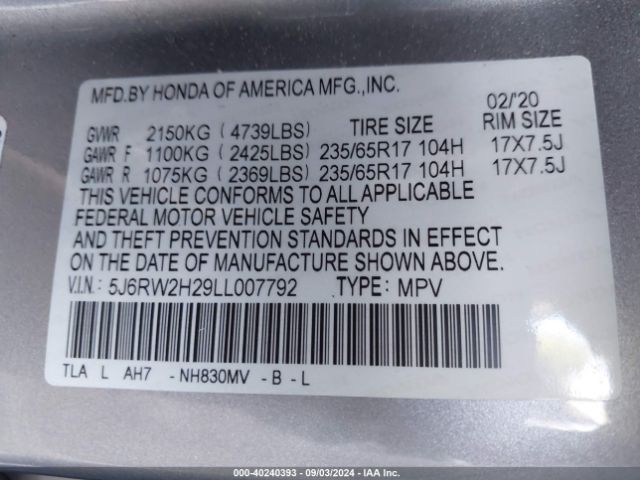 MFD.BY HONDA OF AMERICA MFG.,INC.
02/'20
GVWR 2150KG ( 4739LBS) TIRE SIZE RIM SIZE
GAWR F 1100KG ( 2425LBS) 235/65R17 104H 17X7.5J
GAWR R 1075KG ( 2369LBS) 235/65R17 104H 17X7.5J
THIS VEHICLE CONFORMS TO ALL APPLICABLE
FEDERAL MOTOR VEHICLE SAFETY
AND THEFT PREVENTION STANDARDS IN EFFECT
ON THE DATE OF MANUFACTURE SHOWN ABOVE.
V.I.N.: 5J6RW2H29LL007792 TYPE: MPV
TLA L AH7 - NH830MV - B - L
000-40240393 - 09/03/2024 - IAA Inc.